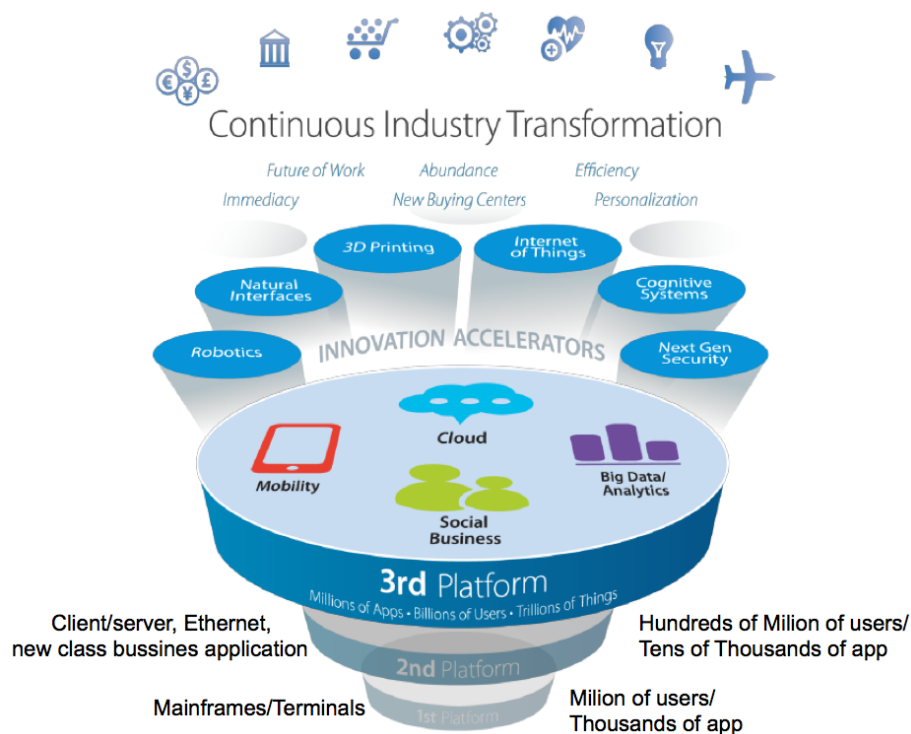 € $ £ ¥
Continuous Industry Transformation
Future of Work Abundance Efficiency
Immediacy New Buying Centers Personalization
3D Printing
Internet
of Things
Natural
Interfaces
Cognitive
Systems
Robotics
INNOVATION ACCELERATORS
Next Gen
Security
Cloud
Mobility
Big Data/
Analytics
Social
Business
3rd Platform
Millions of Apps • Billions of Users • Trillions of Things
Client/server, Ethernet,
new class bussines application
Hundreds of Milion of users/
Tens of Thousands of app
2nd Platform
Mainframes/Terminals
1st Platform
Milion of users/
Thousands of app